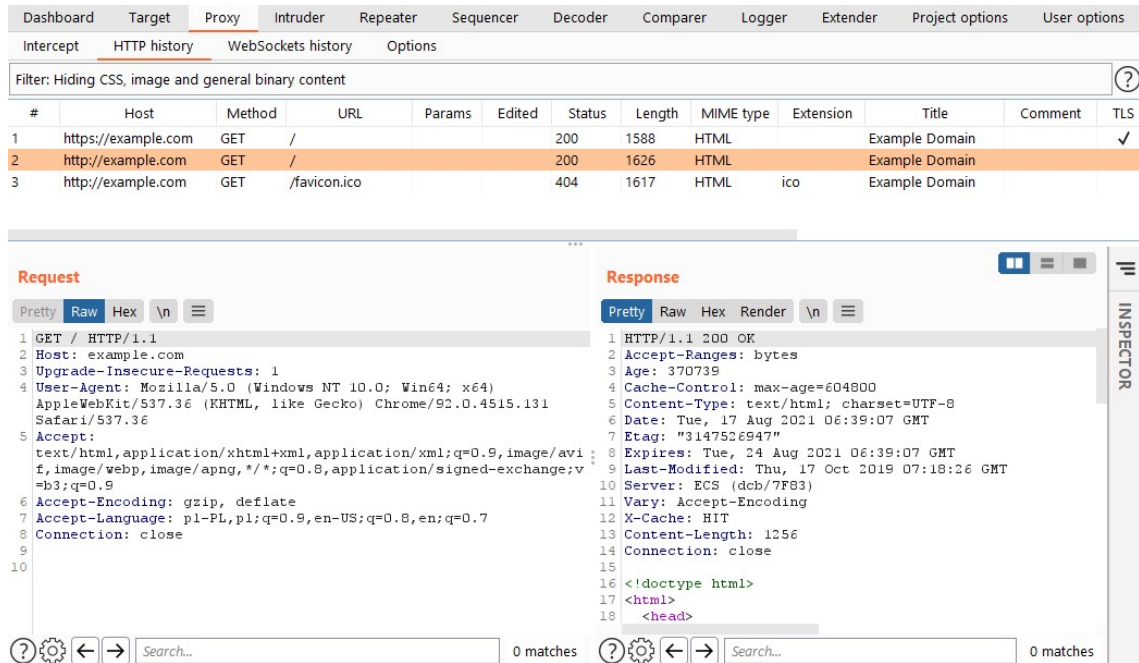 Dashboard Target Proxy Intruder Repeater Sequencer Decoder Comparer Logger Extender Project options User options
Intercept HTTP history WebSockets history Options
Filter: Hiding CSS, image and general binary content
# Host Method URL Params Edited Status Length MIME type Extension Title Comment TLS
1 https://example.com GET / 200 1588 HTML Example Domain ✓
2 http://example.com GET / 200 1626 HTML Example Domain
3 http://example.com GET /favicon.ico 404 1617 HTML ico Example Domain
Request
Pretty Raw Hex \n
1 GET / HTTP/1.1
2 Host: example.com
3 Upgrade-Insecure-Requests: 1
4 User-Agent: Mozilla/5.0 (Windows NT 10.0; Win64; x64)
AppleWebKit/537.36 (KHTML, like Gecko) Chrome/92.0.4515.131
Safari/537.36
5 Accept:
text/html,application/xhtml+xml,application/xml;q=0.9,image/avi
f,image/webp,image/apng,*/*;q=0.8,application/signed-exchange;v
=b3;q=0.9
6 Accept-Encoding: gzip, deflate
7 Accept-Language: pl-PL,pl;q=0.9,en-US;q=0.8,en;q=0.7
8 Connection: close
9
10
Search... 0 matches
Response
Pretty Raw Hex Render \n
1 HTTP/1.1 200 OK
2 Accept-Ranges: bytes
3 Age: 370739
4 Cache-Control: max-age=604800
5 Content-Type: text/html; charset=UTF-8
6 Date: Tue, 17 Aug 2021 06:39:07 GMT
7 Etag: "3147526947"
8 Expires: Tue, 24 Aug 2021 06:39:07 GMT
9 Last-Modified: Thu, 17 Oct 2019 07:18:26 GMT
10 Server: ECS (dcb/7F83)
11 Vary: Accept-Encoding
12 X-Cache: HIT
13 Content-Length: 1256
14 Connection: close
15
16 <!doctype html>
17 <html>
18 <head>
Search... 0 matches
INSPECTOR